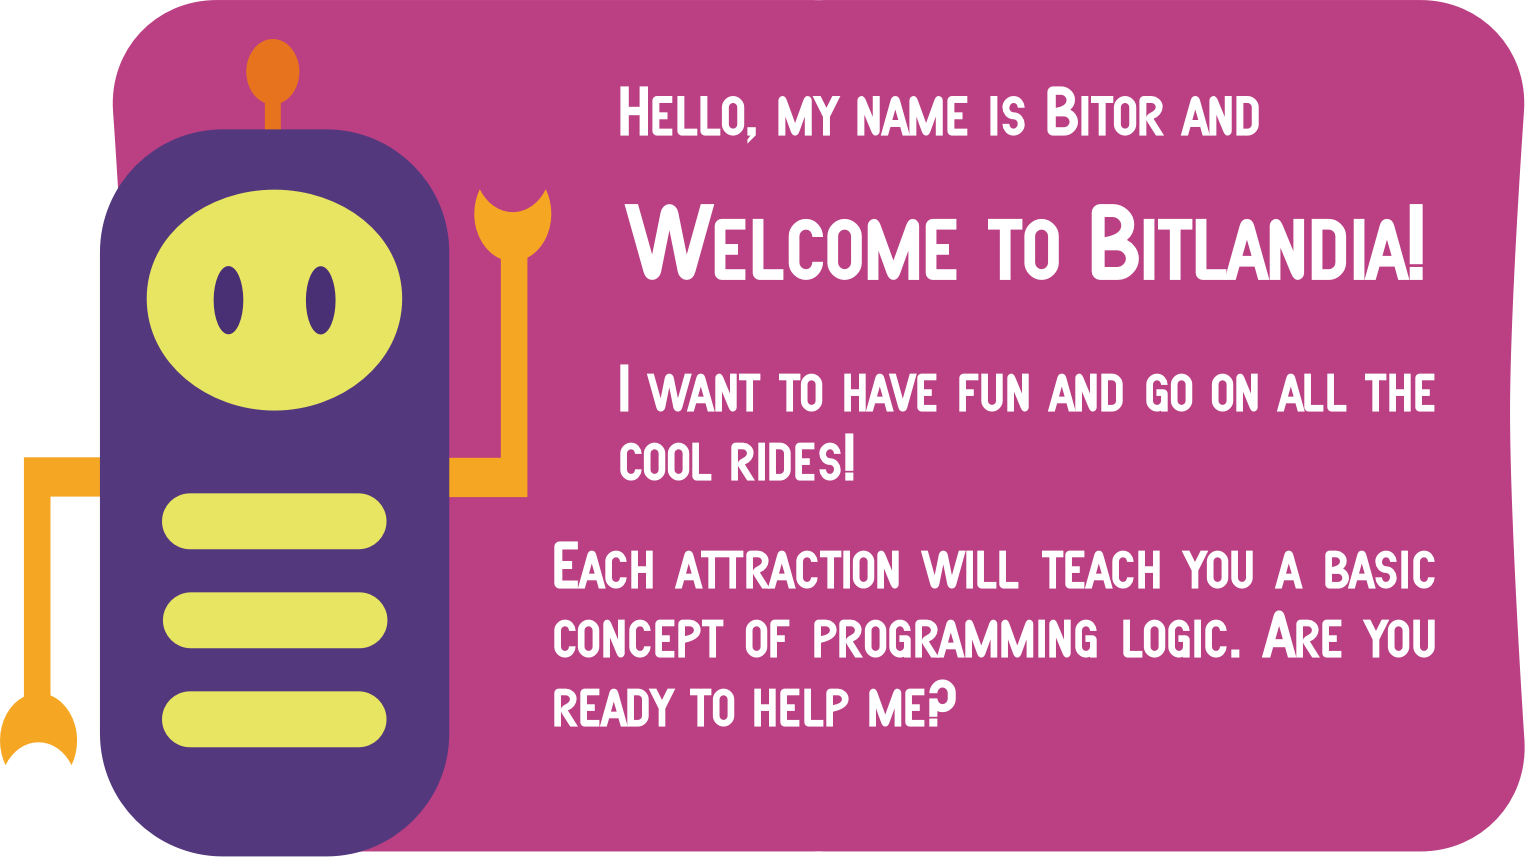 Hello, my name is Bitor and
Welcome to Bitlandia!
I want to have fun and go on all the
cool rides!
Each attraction will teach you a basic
concept of programming logic. Are you
ready to help me?